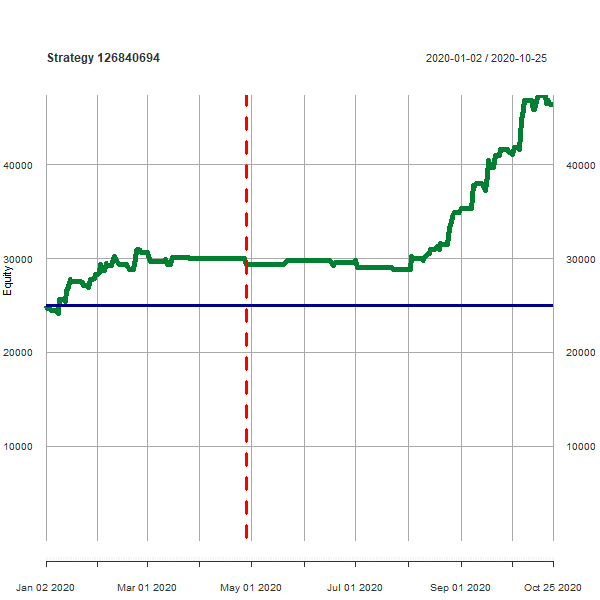 Strategy 126840694
2020-01-02 / 2020-10-25
40000
40000
30000
30000
Equity
20000
20000
10000
10000
Jan 02 2020
Mar 01 2020
May 01 2020
Jul 01 2020
Sep 01 2020
Oct 25 2020